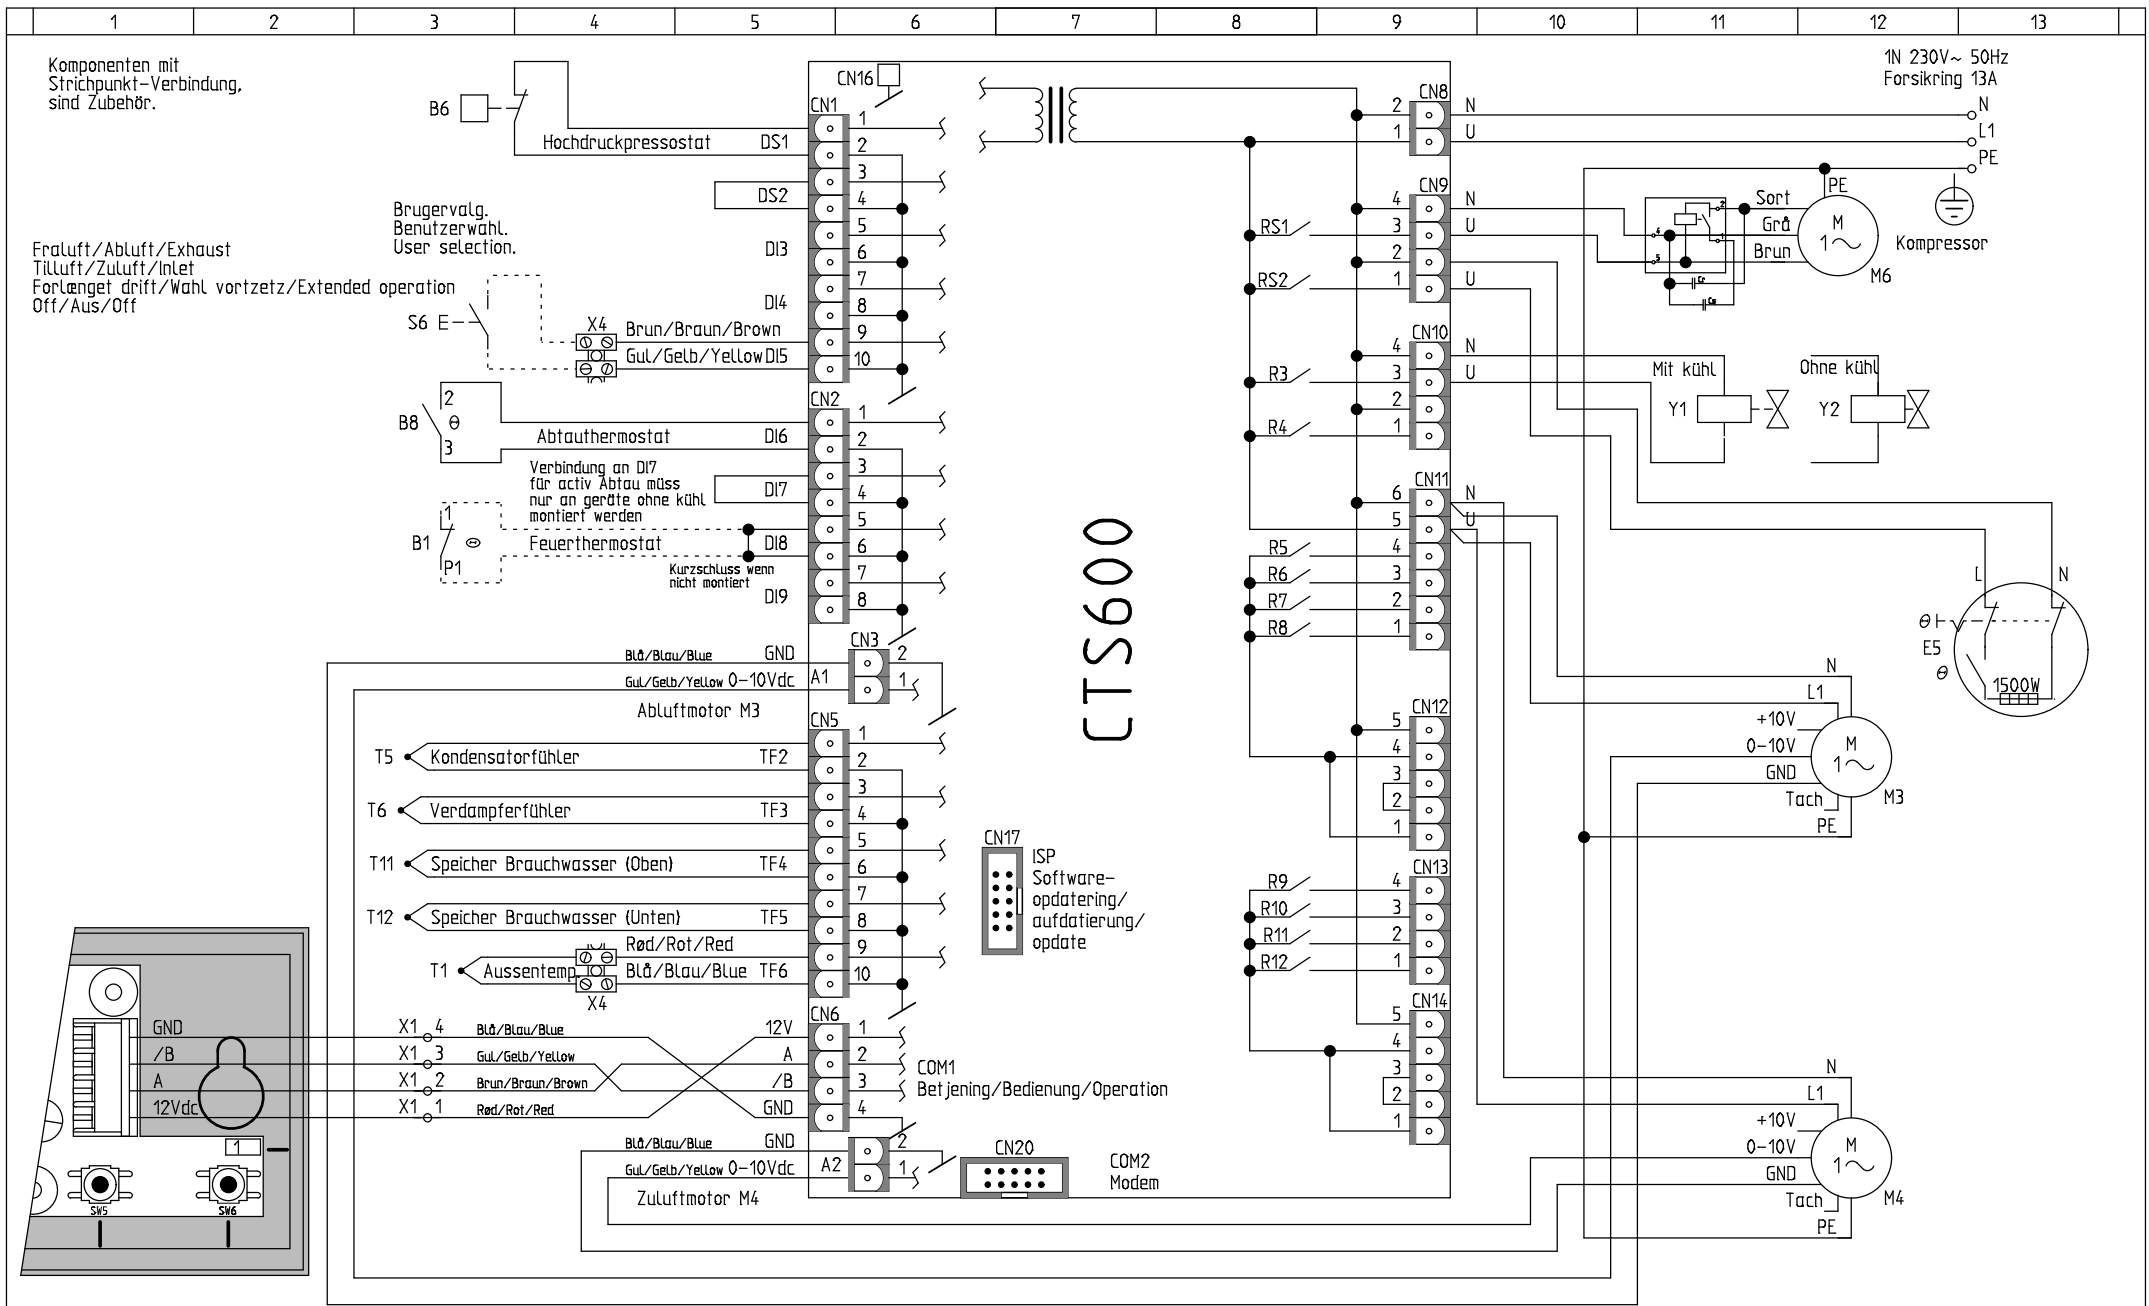 1 2 3 4 5 6 7 8 9 10 11 12 13
Komponenten mit
Strichpunkt-Verbindung,
sind Zubehör.
B6
Hochdruckpressostat DS1
DS2
Brugervalg.
Benutzerwahl.
User selection.
DI3
Fraluft/Abluft/Exhaust
Tilluft/Zuluft/Inlet
Forlænget drift/Wahl vortzetz/Extended operation
Off/Aus/Off
DI4
S6
X4
Brun/Braun/Brown
Gul/Gelb/Yellow DI5
B8
2
3
Abtauthermostat DI6
Verbindung an DI7
für activ Abtau müss
nur an geräte ohne kühl
montiert werden
DI7
B1
1
P1
Feuerthermostat DI8
Kurzschluss wenn
nicht montiert
DI9
Blå/Blau/Blue GND
Gul/Gelb/Yellow 0-10Vdc A1
Abluftmotor M3
T5 Kondensatorfühler TF2
T6 Verdampferfühler TF3
T11 Speicher Brauchwasser (Oben) TF4
T12 Speicher Brauchwasser (Unten) TF5
Rød/Rot/Red
T1 Aussentemp. Blå/Blau/Blue TF6
X4
GND X1 4 Blå/Blau/Blue 12V
/B X1 3 Gul/Gelb/Yellow A
A X1 2 Brun/Braun/Brown /B
12Vdc X1 1 Rød/Rot/Red GND
1
SW5 SW6
Blå/Blau/Blue GND
Gul/Gelb/Yellow 0-10Vdc A2
Zuluftmotor M4
CN16
CN1
1
2
3
4
5
6
7
8
9
10
CN2
1
2
3
4
5
6
7
8
CN3
2
1
CN5
1
2
3
4
5
6
7
8
9
10
CN6
1
2
3
4
COM1
Betjening/Bedienung/Operation
2
1
CN20
COM2
Modem
CTS600
CN17
ISP
Software-
opdatering/
aufdatierung/
opdate
CN8
2 N
1 U
CN9
4 N
RS1 3 U
2
RS2 1 U
CN10
4 N
R3 3 U
2
R4 1
CN11
6 N
5 U
R5 4
R6 3
R7 2
R8 1
CN12
5
4
3
2
1
CN13
R9 4
R10 3
R11 2
R12 1
CN14
5
4
3
2
1
1N 230V~ 50Hz
Forsikring 13A
N
L1
PE
PE
Sort
Grå
Brun
2
1
4
5
Cr
M
1~
M6
Kompressor
Mit kühl
Ohne kühl
Y1
Y2
L N
E5
1500W
N
L1
+10V
0-10V
GND
Tach
PE
M
1~
M3
N
L1
+10V
0-10V
GND
Tach
PE
M
1~
M4